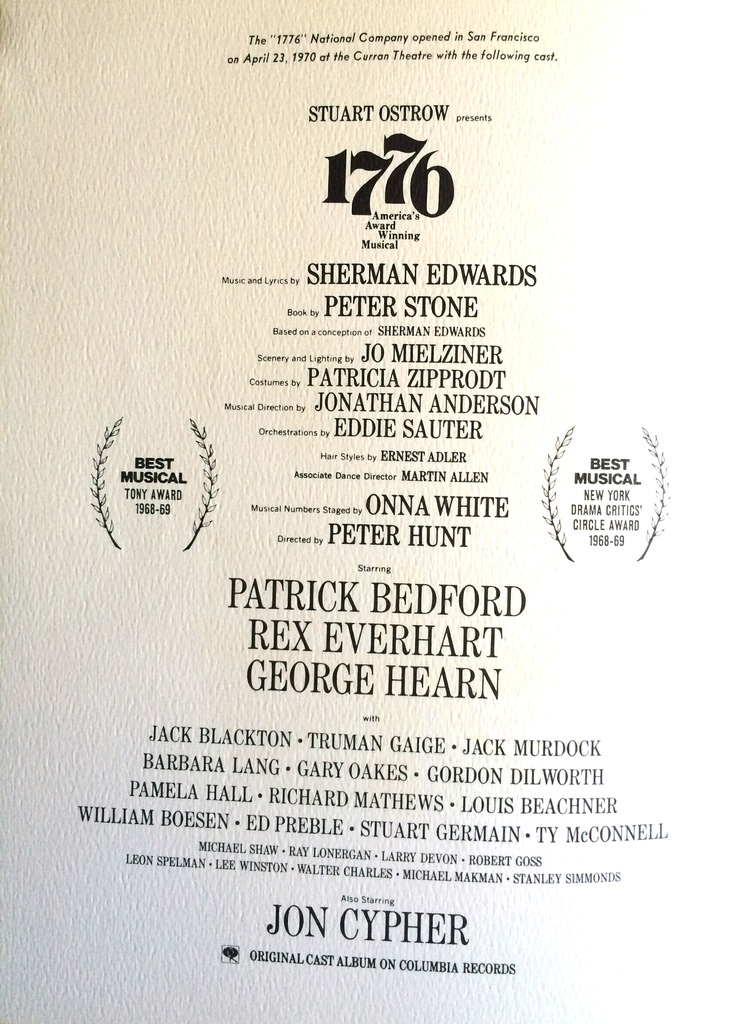 The "1776" National Company opened in San Francisco
on April 23, 1970 at the Curran Theatre with the following cast.
STUART OSTROW presents
1776
America's
Award
Winning
Musical
Music and Lyrics by SHERMAN EDWARDS
Book by PETER STONE
Based on a conception of SHERMAN EDWARDS
Scenery and Lighting by JO MIELZINER
Costumes by PATRICIA ZIPPRODT
Musical Direction by JONATHAN ANDERSON
Orchestrations by EDDIE SAUTER
Hair Styles by ERNEST ADLER
Associate Dance Director MARTIN ALLEN
Musical Numbers Staged by ONNA WHITE
Directed by PETER HUNT
BEST
MUSICAL
TONY AWARD
1968-69
BEST
MUSICAL
NEW YORK
DRAMA CRITICS'
CIRCLE AWARD
1968-69
Starring
PATRICK BEDFORD
REX EVERHART
GEORGE HEARN
with
JACK BLACKTON • TRUMAN GAIGE • JACK MURDOCK
BARBARA LANG • GARY OAKES • GORDON DILWORTH
PAMELA HALL • RICHARD MATHEWS • LOUIS BEACHNER
WILLIAM BOESEN • ED PREBLE • STUART GERMAIN • TY McCONNELL
MICHAEL SHAW • RAY LONERGAN • LARRY DEVON • ROBERT GOSS
LEON SPELMAN • LEE WINSTON • WALTER CHARLES • MICHAEL MAKMAN • STANLEY SIMMONDS
Also Starring
JON CYPHER
ORIGINAL CAST ALBUM ON COLUMBIA RECORDS